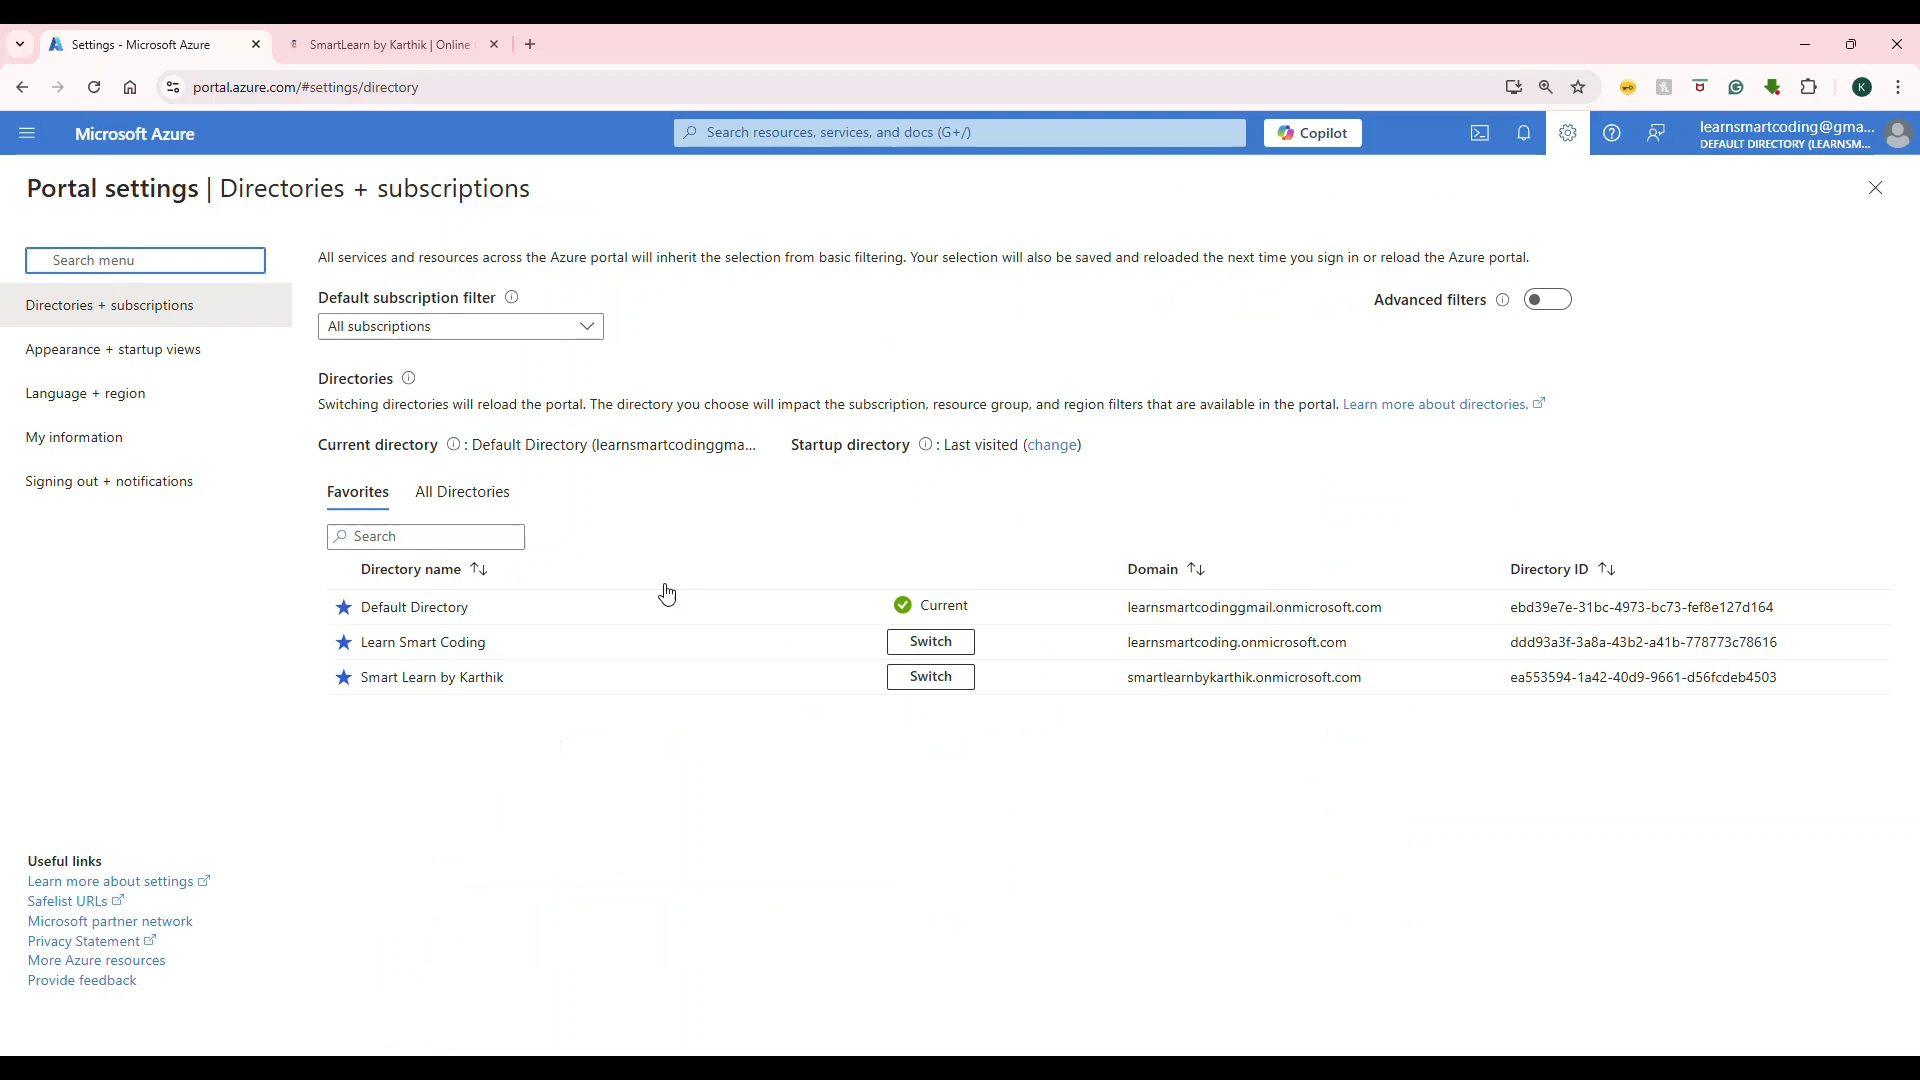 Settings - Microsoft Azure
SmartLearn by Karthik | Online
portal.azure.com/#settings/directory
K
Microsoft Azure
Search resources, services, and docs (G+/)
Copilot
learnsmartcoding@gma...
DEFAULT DIRECTORY (LEARNSM...
Portal settings | Directories + subscriptions
Search menu
Directories + subscriptions
Appearance + startup views
Language + region
My information
Signing out + notifications
All services and resources across the Azure portal will inherit the selection from basic filtering. Your selection will also be saved and reloaded the next time you sign in or reload the Azure portal.
Default subscription filter
Advanced filters
All subscriptions
Directories
Switching directories will reload the portal. The directory you choose will impact the subscription, resource group, and region filters that are available in the portal. Learn more about directories.
Current directory : Default Directory (learnsmartcodinggma... Startup directory : Last visited (change)
Favorites All Directories
Search
Directory name Domain Directory ID
Default Directory Current learnsmartcodinggmail.onmicrosoft.com ebd39e7e-31bc-4973-bc73-fef8e127d164
Learn Smart Coding Switch learnsmartcoding.onmicrosoft.com ddd93a3f-3a8a-43b2-a41b-778773c78616
Smart Learn by Karthik Switch smartlearnbykarthik.onmicrosoft.com ea553594-1a42-40d9-9661-d56fcdeb4503
Useful links
Learn more about settings
Safelist URLs
Microsoft partner network
Privacy Statement
More Azure resources
Provide feedback